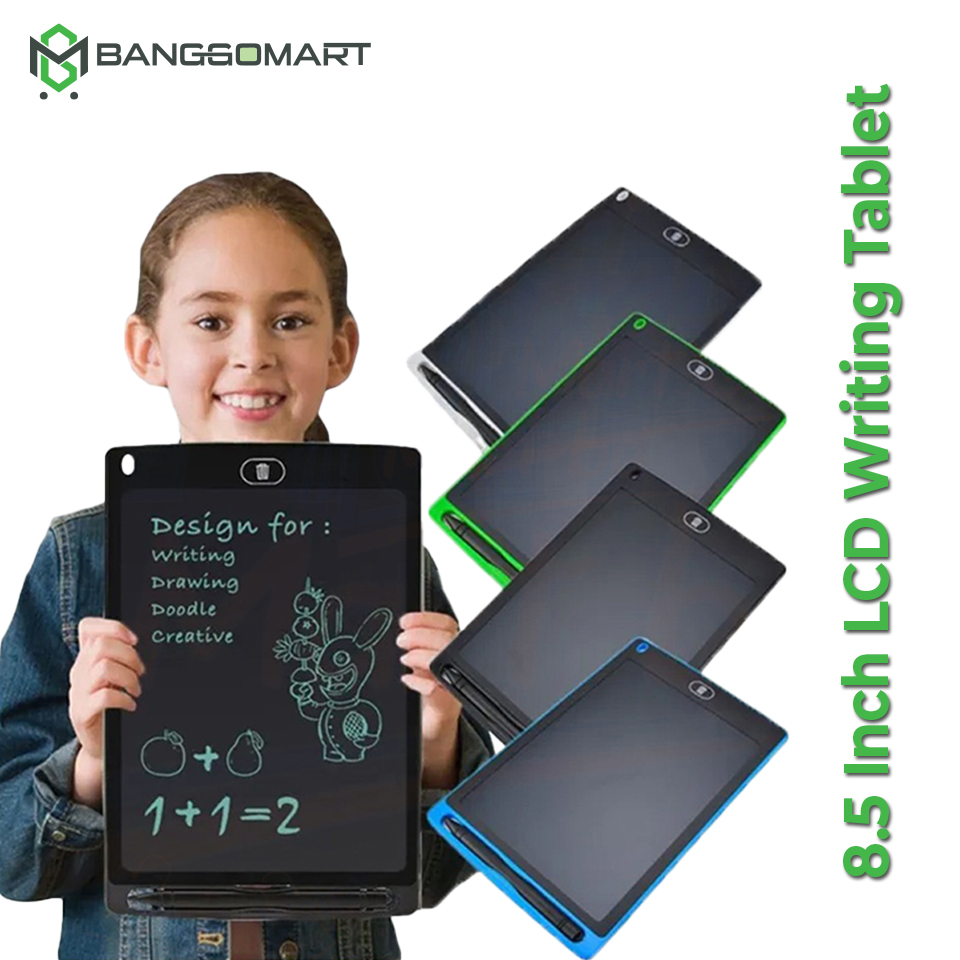 BANGGOMART
8.5 Inch LCD Writing Tablet
Design for :
Writing
Drawing
Doodle
Creative
+
1+1=2